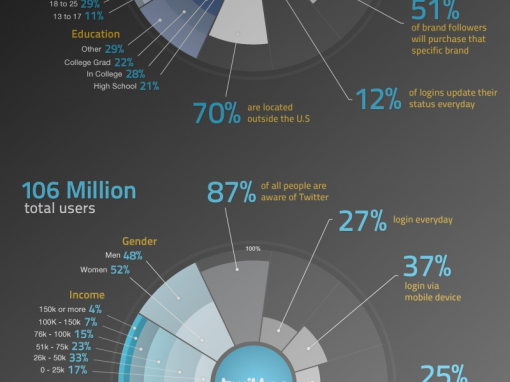 18 to 25 29%
13 to 17 11%
Education
Other 29%
College Grad 22%
In College 28%
High School 21%
51%
of brand followers
will purchase that
specific brand
70% are located
outside the U.S
12% of logins update their
status everyday
106 Million
total users
87% of all people are
aware of Twitter
27% login everyday
37%
login via
mobile device
100%
Gender
Men 48%
Women 52%
Income
150k or more 4%
100K - 150k 7%
76k - 100k 15%
51k - 75k 23%
26k - 50k 33%
0 - 25k 17%
25%
twitter